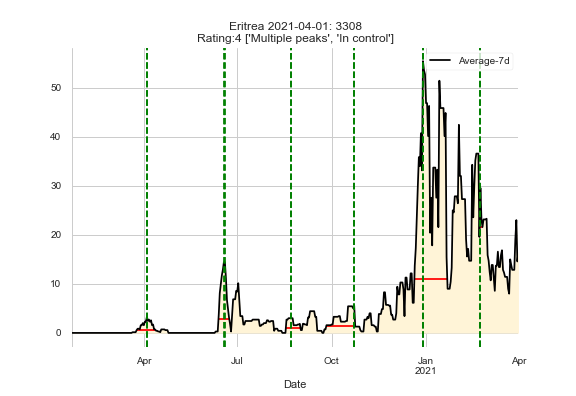 Eritrea 2021-04-01: 3308
Rating:4 ['Multiple peaks', 'In control']
Average-7d
50
40
30
20
10
0
Apr Jul Oct Jan Apr
2021
Date